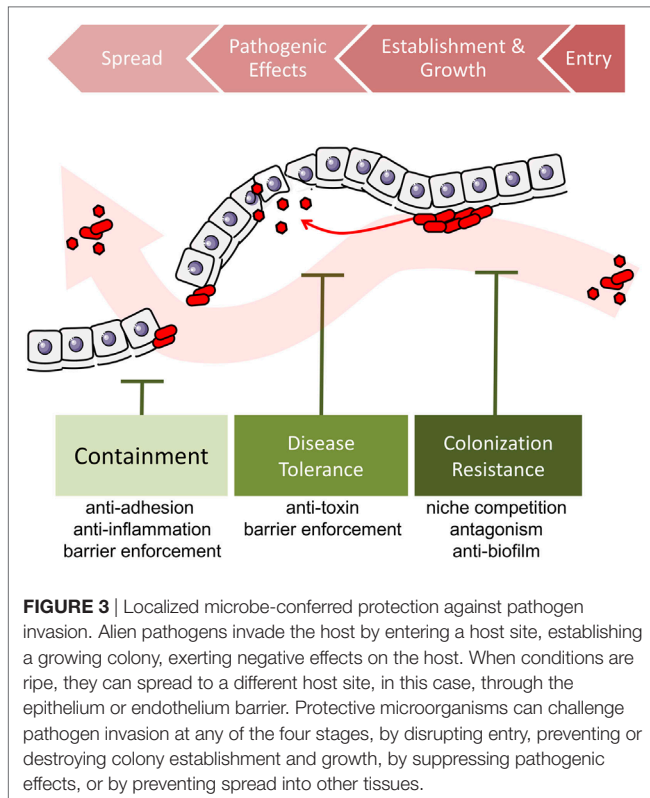 Spread
Pathogenic
Effects
Establishment &
Growth
Entry
Containment
anti-adhesion
anti-inflammation
barrier enforcement
Disease
Tolerance
anti-toxin
barrier enforcement
Colonization
Resistance
niche competition
antagonism
anti-biofilm
FIGURE 3 | Localized microbe-conferred protection against pathogen
invasion. Alien pathogens invade the host by entering a host site, establishing
a growing colony, exerting negative effects on the host. When conditions are
ripe, they can spread to a different host site, in this case, through the
epithelium or endothelium barrier. Protective microorganisms can challenge
pathogen invasion at any of the four stages, by disrupting entry, preventing or
destroying colony establishment and growth, by suppressing pathogenic
effects, or by preventing spread into other tissues.